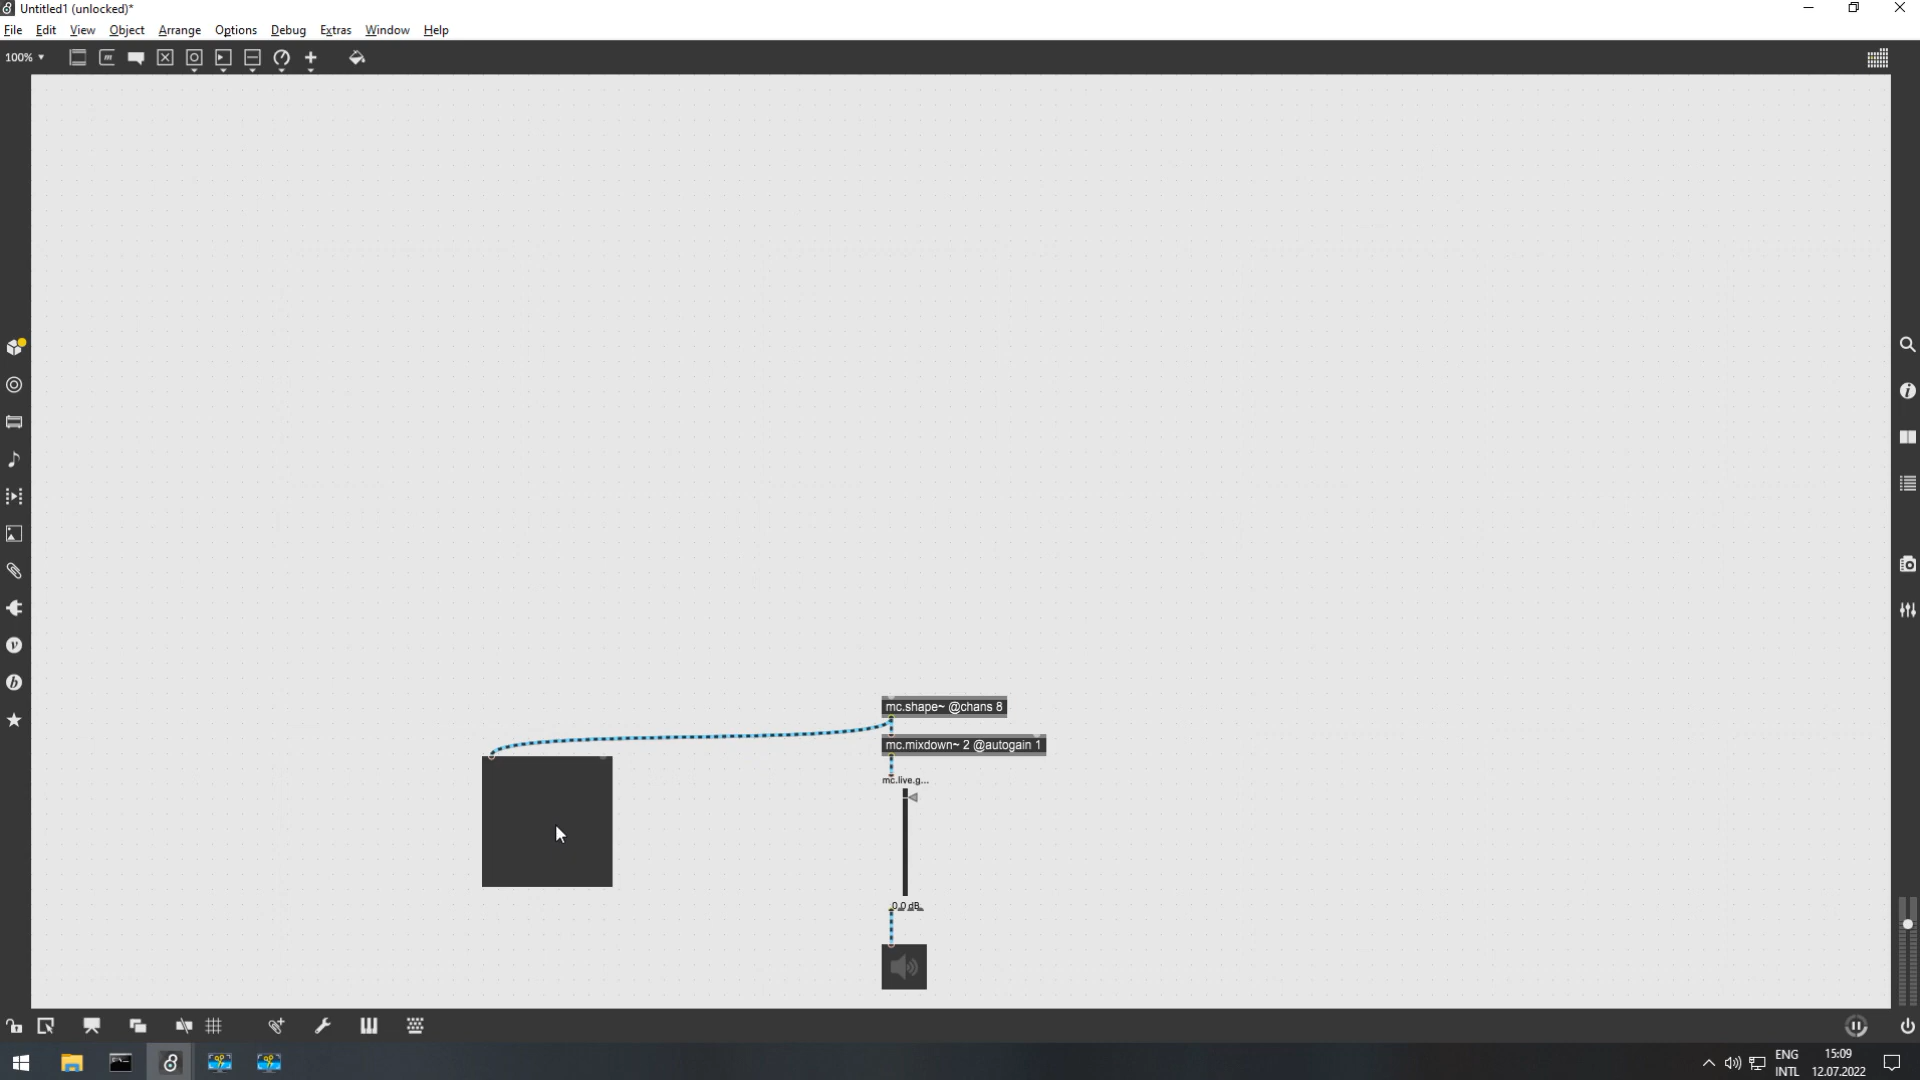 Untitled1 (unlocked)*
File Edit View Object Arrange Options Debug Extras Window Help
100%
mc.shape~ @chans 8
mc.mixdown~ 2 @autogain 1
mc.live.g...
0.0 dB
ENG 15:09
INTL 12.07.2022